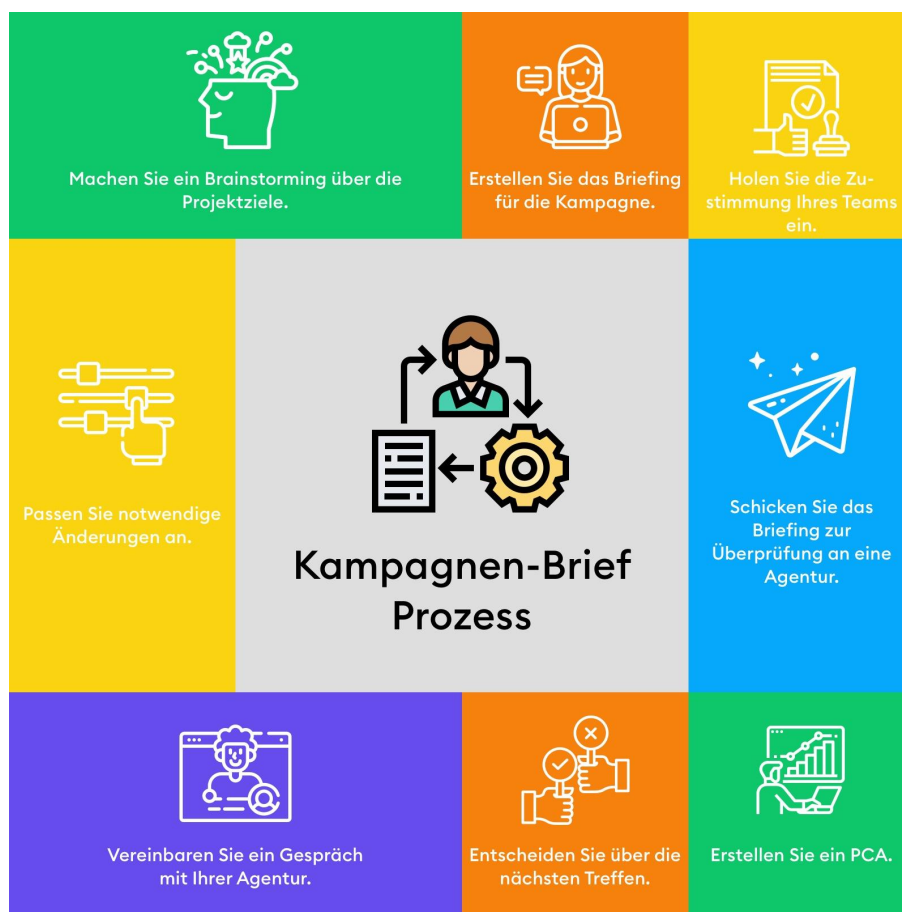 Machen Sie ein Brainstorming über die
Projektziele.
Erstellen Sie das Briefing
für die Kampagne.
Holen Sie die Zu-
stimmung Ihres Teams
ein.
Passen Sie notwendige
Änderungen an.
Kampagnen-Brief
Prozess
Schicken Sie das
Briefing zur
Überprüfung an eine
Agentur.
Vereinbaren Sie ein Gespräch
mit Ihrer Agentur.
Entscheiden Sie über die
nächsten Treffen.
Erstellen Sie ein PCA.